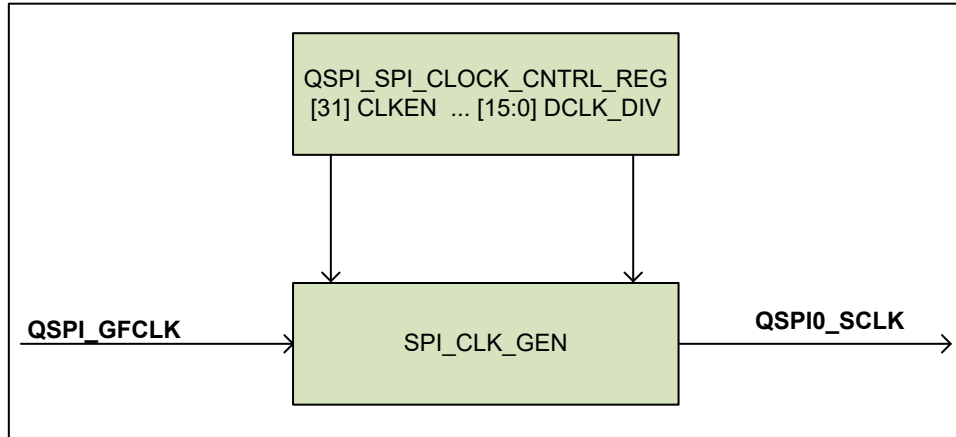 QSPI_SPI_CLOCK_CNTRL_REG
[31] CLKEN ... [15:0] DCLK_DIV
QSPI_GFCLK
SPI_CLK_GEN
QSPI0_SCLK